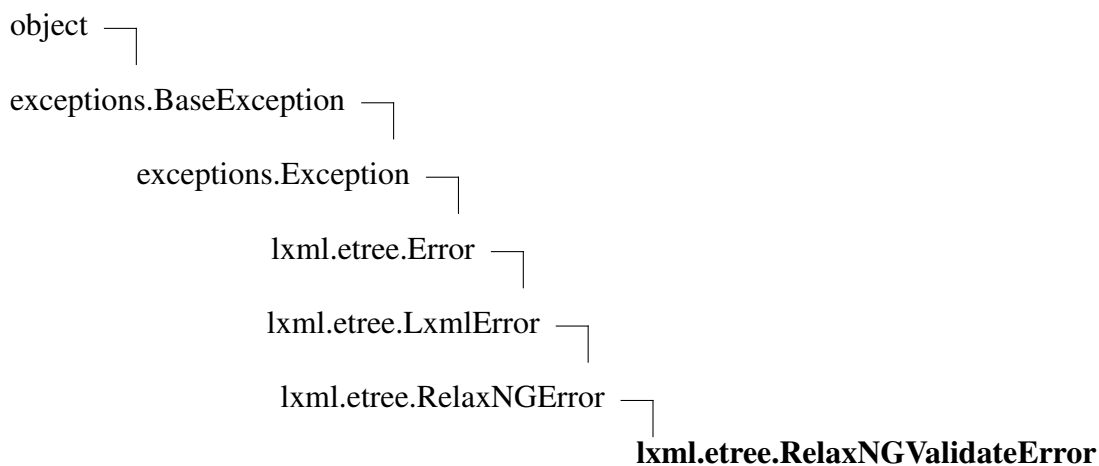 object
exceptions.BaseException
exceptions.Exception
lxml.etree.Error
lxml.etree.LxmlError
lxml.etree.RelaxNGError
lxml.etree.RelaxNGValidateError